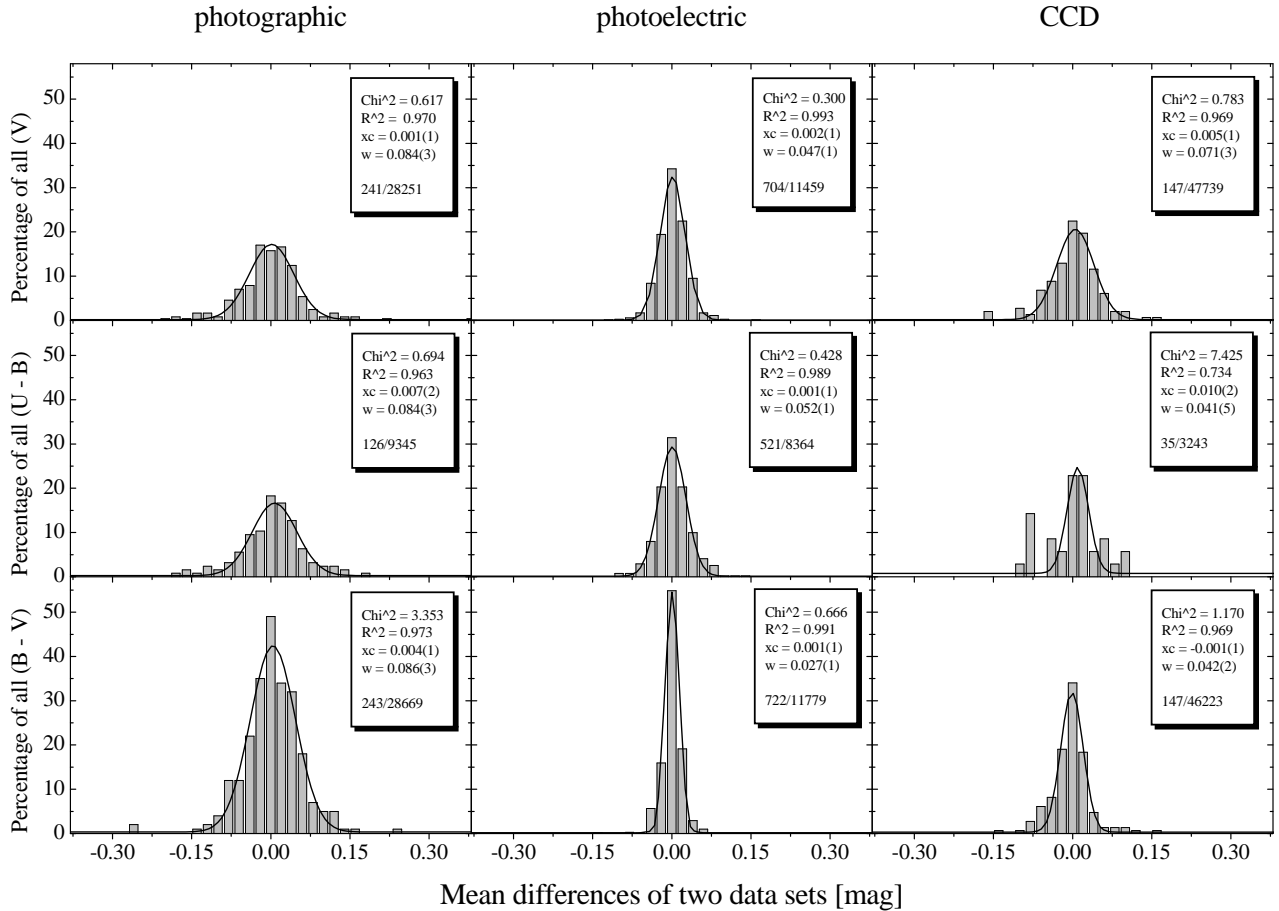 photographic photoelectric CCD
Percentage of all (V)
50
40
30
20
10
0
Chi^2 = 0.617
R^2 = 0.970
xc = 0.001(1)
w = 0.084(3)
241/28251
Chi^2 = 0.300
R^2 = 0.993
xc = 0.002(1)
w = 0.047(1)
704/11459
Chi^2 = 0.783
R^2 = 0.969
xc = 0.005(1)
w = 0.071(3)
147/47739
Percentage of all (U - B)
50
40
30
20
10
0
Chi^2 = 0.694
R^2 = 0.963
xc = 0.007(2)
w = 0.084(3)
126/9345
Chi^2 = 0.428
R^2 = 0.989
xc = 0.001(1)
w = 0.052(1)
521/8364
Chi^2 = 7.425
R^2 = 0.734
xc = 0.010(2)
w = 0.041(5)
35/3243
Percentage of all (B - V)
50
40
30
20
10
0
Chi^2 = 3.353
R^2 = 0.973
xc = 0.004(1)
w = 0.086(3)
243/28669
Chi^2 = 0.666
R^2 = 0.991
xc = 0.001(1)
w = 0.027(1)
722/11779
Chi^2 = 1.170
R^2 = 0.969
xc = -0.001(1)
w = 0.042(2)
147/46223
-0.30 -0.15 0.00 0.15 0.30 -0.30 -0.15 0.00 0.15 0.30 -0.30 -0.15 0.00 0.15 0.30
Mean differences of two data sets [mag]